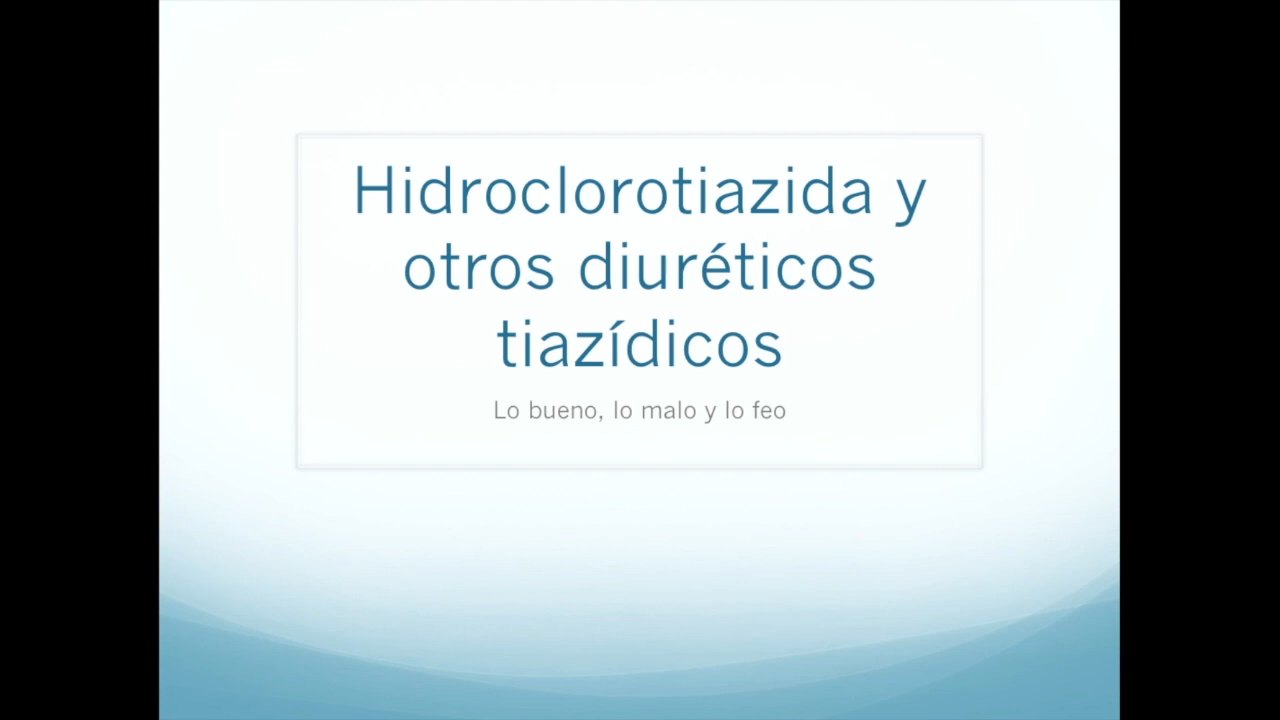 Hidroclorotiazida y
otros diuréticos
tiazídicos
Lo bueno, lo malo y lo feo